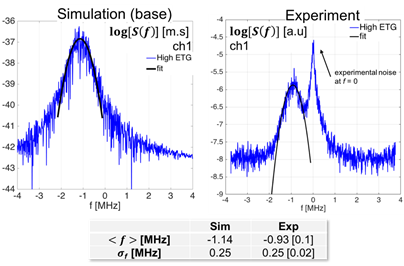 Simulation (base)
Experiment
log[S(f)] [m.s]
ch1
High ETG
fit
-36
-37
-38
-39
-40
-41
-42
-43
-44
-4 -3 -2 -1 0 1 2 3 4
f [MHz]
log[S(f)] [a.u]
ch1
High ETG
fit
experimental noise
at f = 0
-4
-4.5
-5
-5.5
-6
-6.5
-7
-7.5
-8
-8.5
-9
-4 -3 -2 -1 0 1 2 3 4
f [MHz]
Sim Exp
< f > [MHz] -1.14 -0.93 [0.1]
σf [MHz] 0.25 0.25 [0.02]